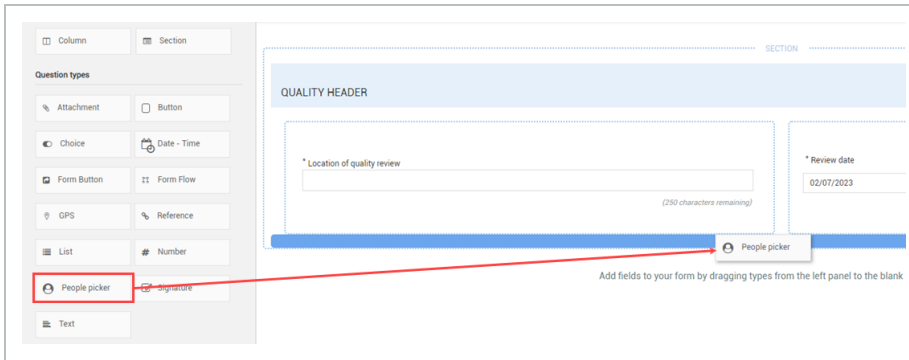 Column
Section
Question types
Attachment
Button
Choice
Date - Time
Form Button
Form Flow
GPS
Reference
List
Number
People picker
Signature
Text
SECTION
QUALITY HEADER
* Location of quality review
(250 characters remaining)
* Review date
02/07/2023
People picker
Add fields to your form by dragging types from the left panel to the blank